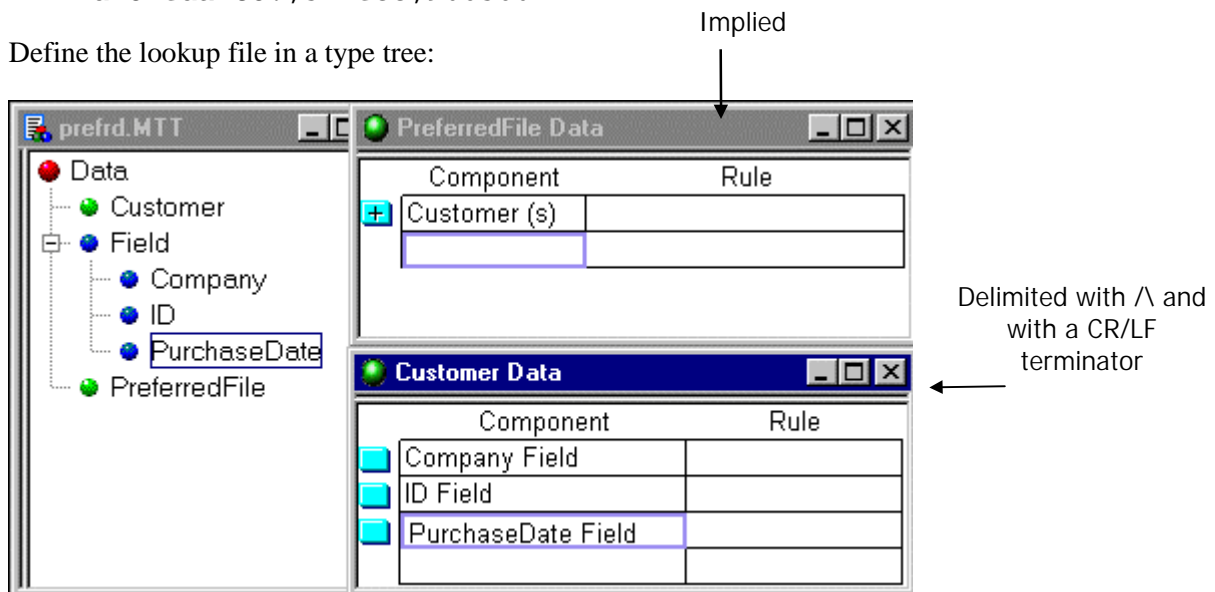 Implied
Define the lookup file in a type tree:
prefrd.MTT
Data
Customer
Field
Company
ID
PurchaseDate
PreferredFile
PreferredFile Data
Component Rule
Customer (s)
Customer Data
Component Rule
Company Field
ID Field
PurchaseDate Field
Delimited with /\ and
with a CR/LF
terminator